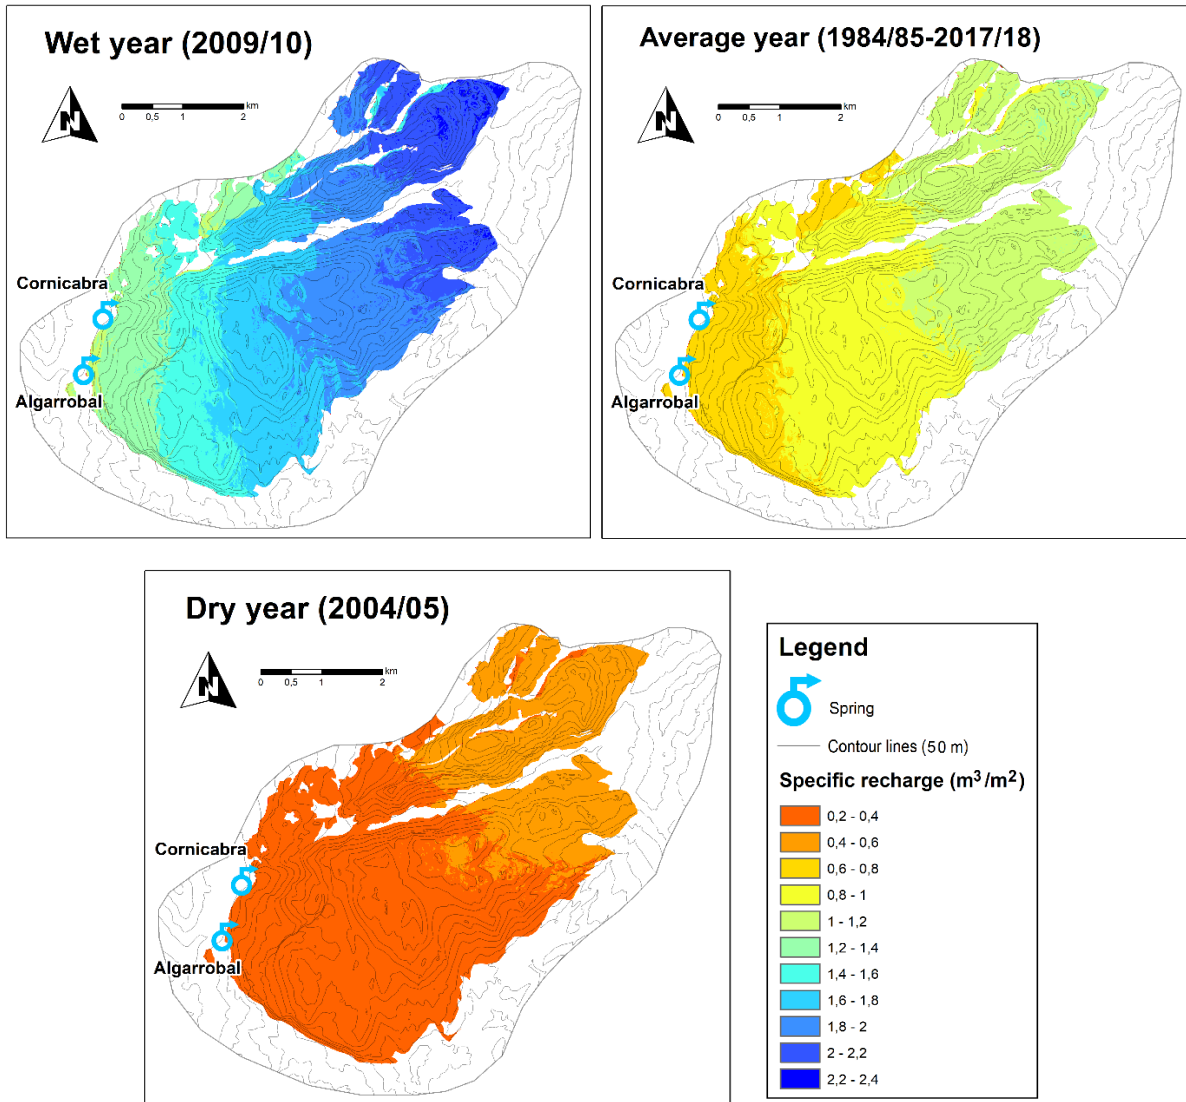 Wet year (2009/10)
N
0 0,5 1 2 km
Cornicabra
Algarrobal
Average year (1984/85-2017/18)
N
0 0,5 1 2 km
Cornicabra
Algarrobal
Dry year (2004/05)
N
0 0,5 1 2 km
Cornicabra
Algarrobal
Legend
Spring
Contour lines (50 m)
Specific recharge (m³/m²)
0,2 - 0,4
0,4 - 0,6
0,6 - 0,8
0,8 - 1
1 - 1,2
1,2 - 1,4
1,4 - 1,6
1,6 - 1,8
1,8 - 2
2 - 2,2
2,2 - 2,4